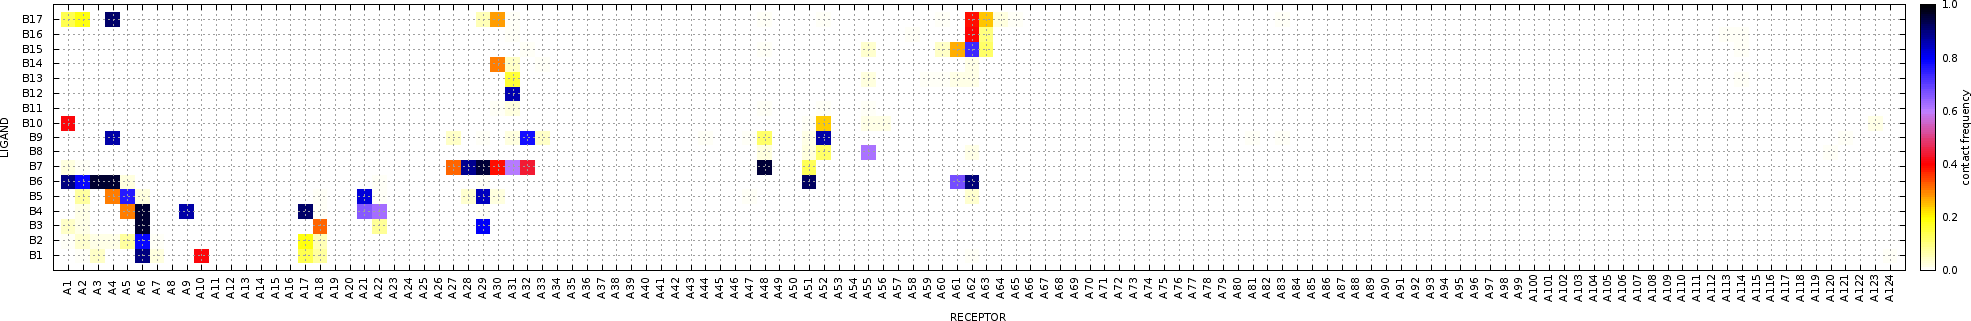 B17
B16
B15
B14
B13
B12
B11
B10
B9
B8
B7
B6
B5
B4
B3
B2
B1
LIGAND
A1 A2 A3 A4 A5 A6 A7 A8 A9 A10 A11 A12 A13 A14 A15 A16 A17 A18 A19 A20 A21 A22 A23 A24 A25 A26 A27 A28 A29 A30 A31 A32 A33 A34 A35 A36 A37 A38 A39 A40 A41 A42 A43 A44 A45 A46 A47 A48 A49 A50 A51 A52 A53 A54 A55 A56 A57 A58 A59 A60 A61 A62 A63 A64 A65 A66 A67 A68 A69 A70 A71 A72 A73 A74 A75 A76 A77 A78 A79 A80 A81 A82 A83 A84 A85 A86 A87 A88 A89 A90 A91 A92 A93 A94 A95 A96 A97 A98 A99 A100 A101 A102 A103 A104 A105 A106 A107 A108 A109 A110 A111 A112 A113 A114 A115 A116 A117 A118 A119 A120 A121 A122 A123 A124
RECEPTOR
1.0
0.8
0.6
0.4
0.2
0.0
contact frequency